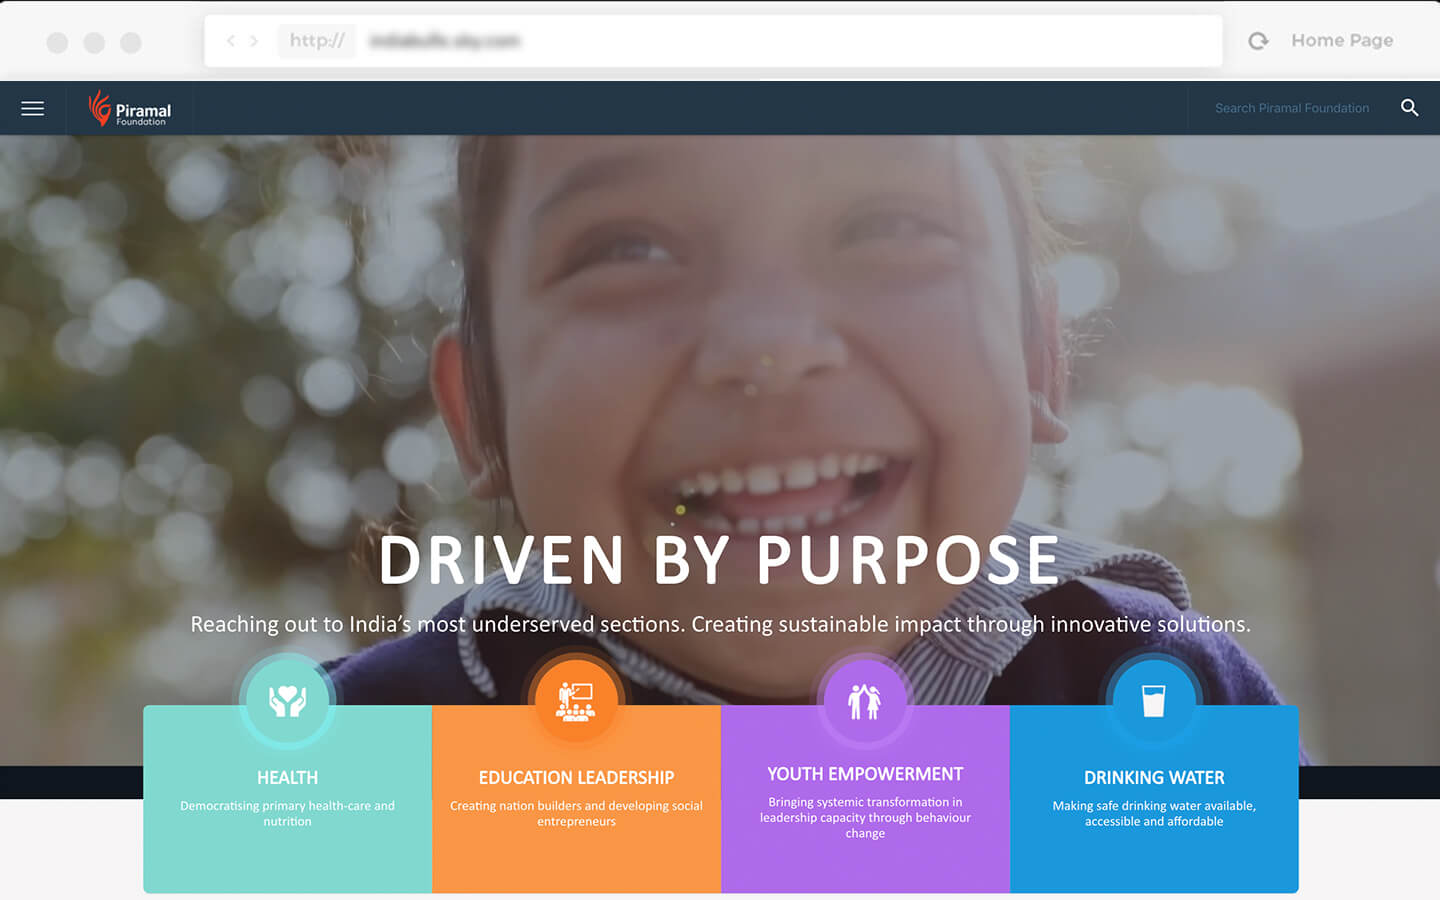 http://
Home Page
Piramal
Foundation
Search Piramal Foundation
DRIVEN BY PURPOSE
Reaching out to India's most underserved sections. Creating sustainable impact through innovative solutions.
HEALTH
Democratising primary health-care and
nutrition
EDUCATION LEADERSHIP
Creating nation builders and developing social
entrepreneurs
YOUTH EMPOWERMENT
Bringing systemic transformation in
leadership capacity through behaviour
change
DRINKING WATER
Making safe drinking water available,
accessible and affordable